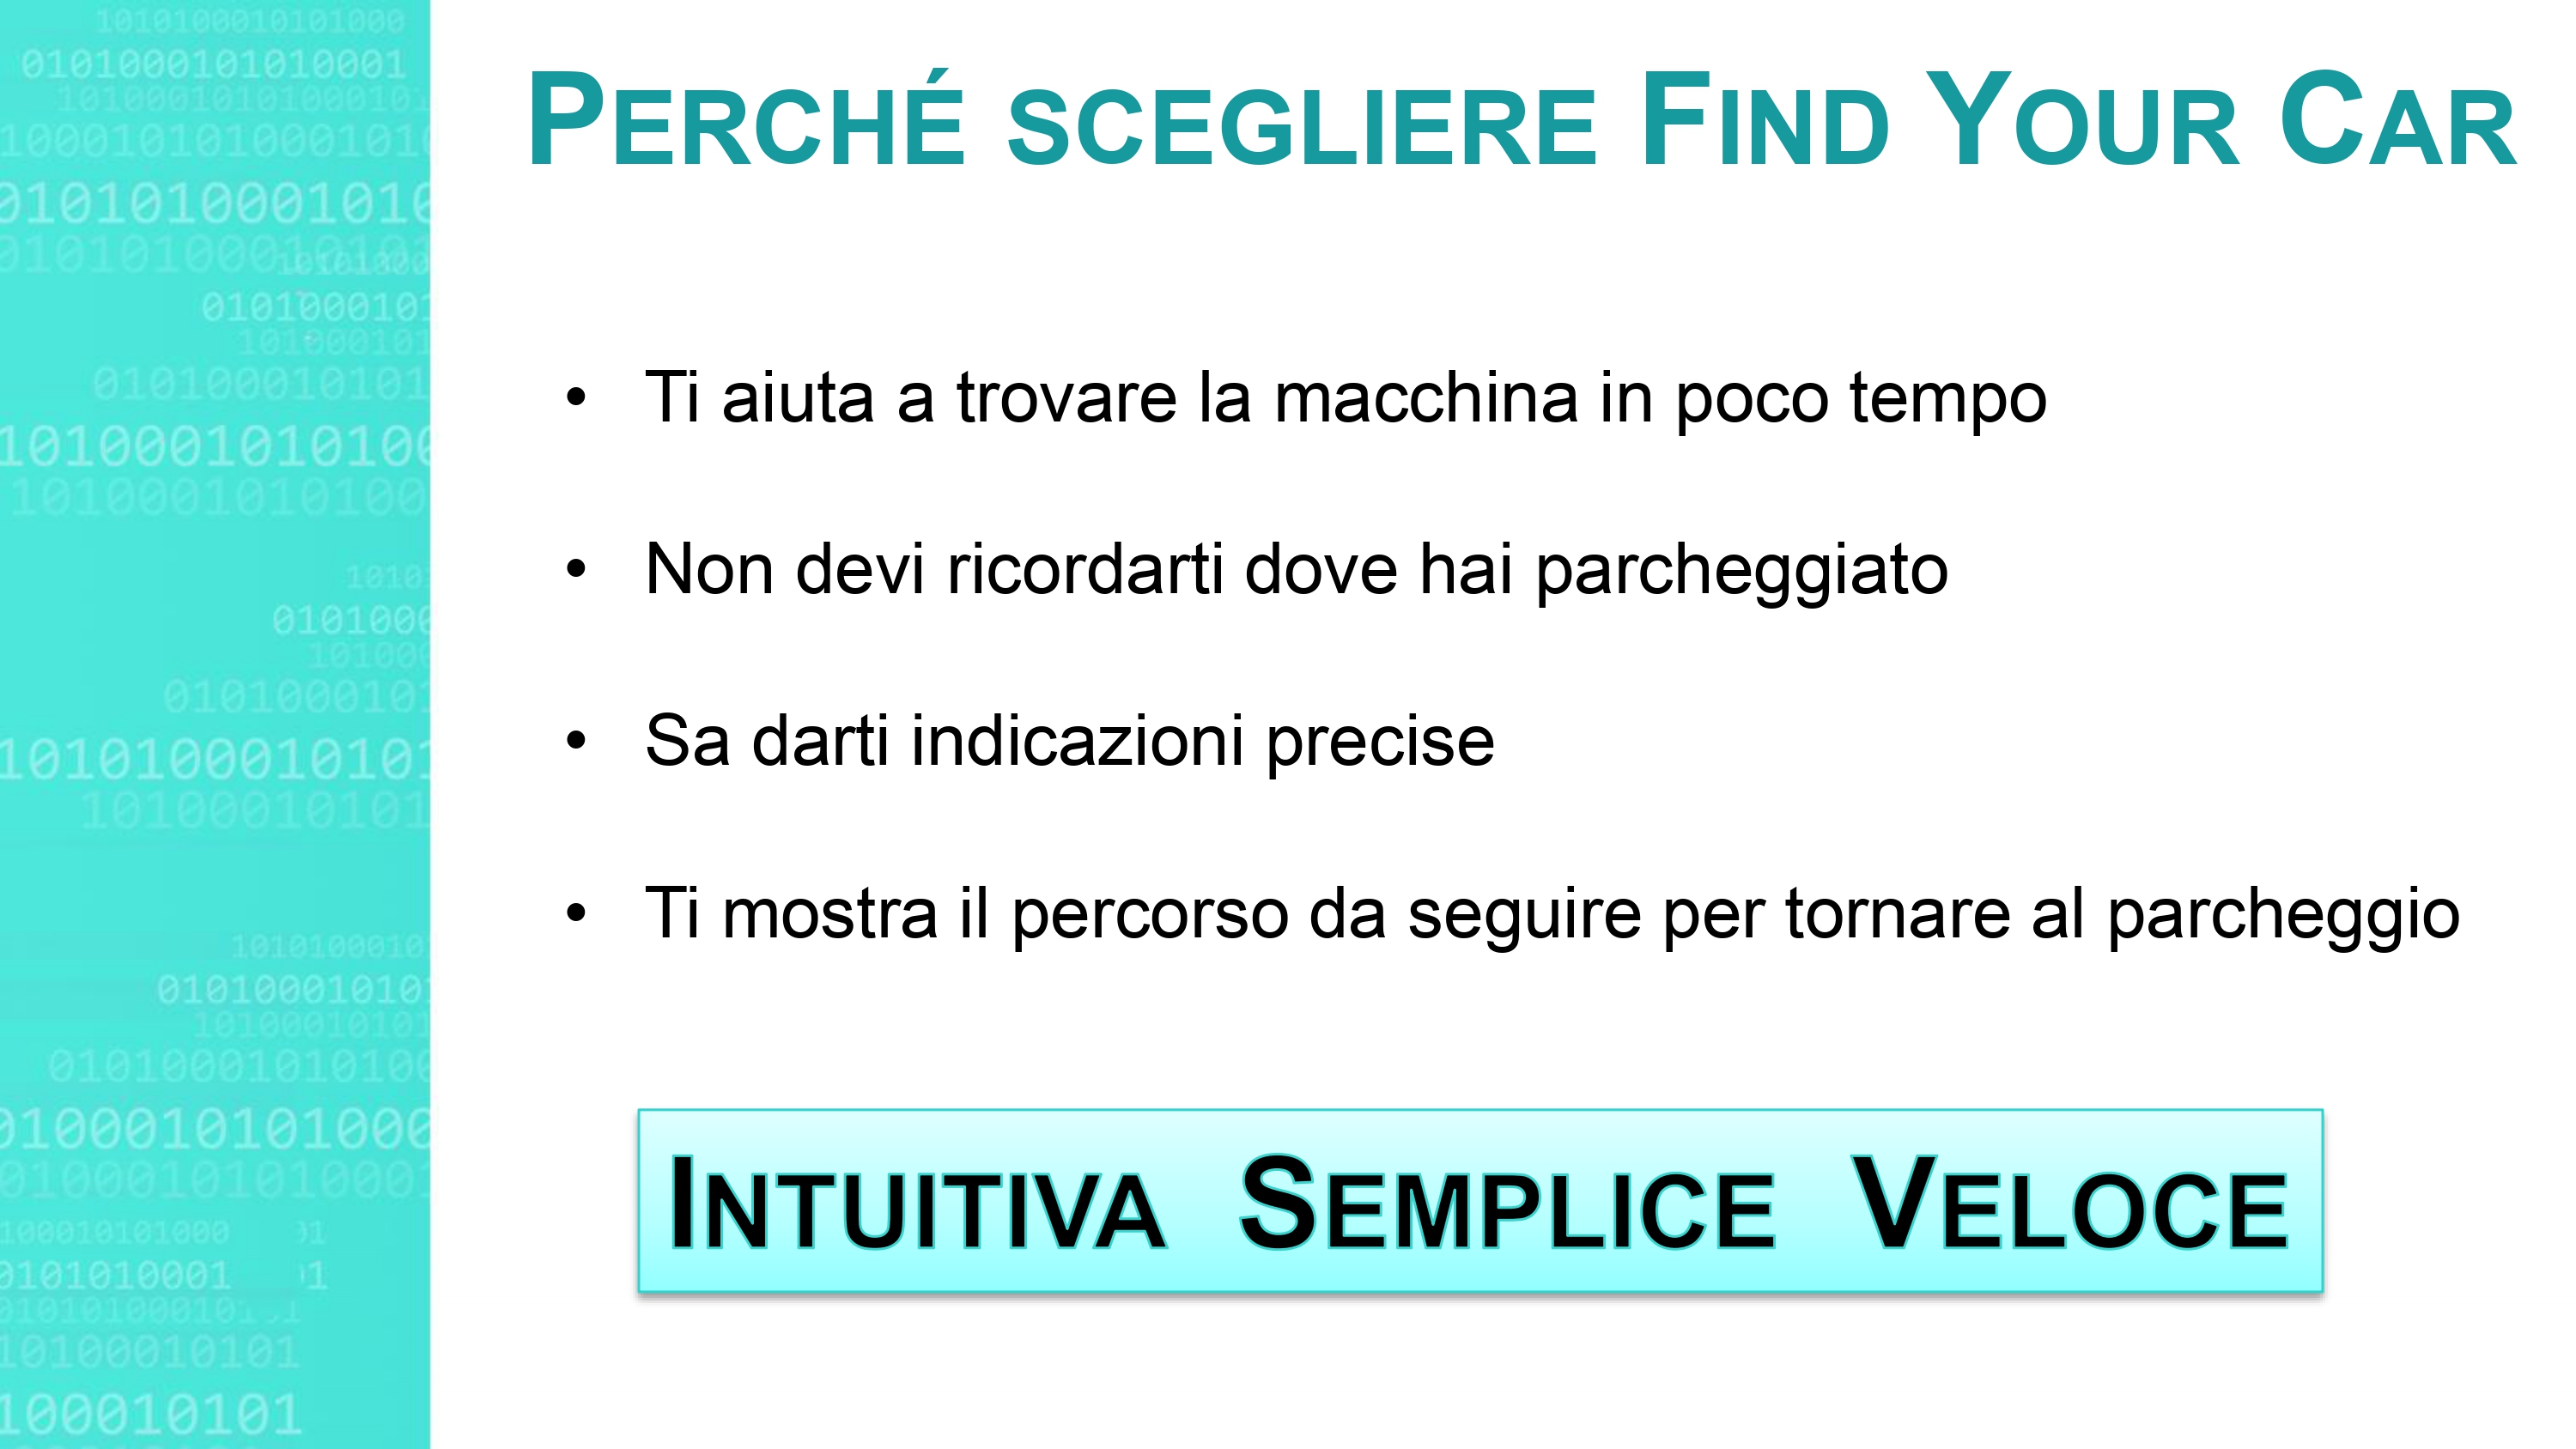 Perché scegliere Find Your Car
• Ti aiuta a trovare la macchina in poco tempo
• Non devi ricordarti dove hai parcheggiato
• Sa darti indicazioni precise
• Ti mostra il percorso da seguire per tornare al parcheggio
Intuitiva Semplice Veloce